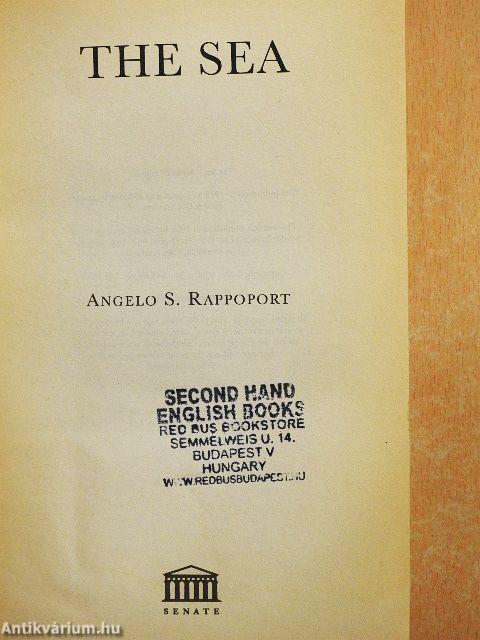 THE SEA
ANGELO S. RAPPOPORT
SECOND HAND
ENGLISH BOOKS
RED BUS BOOKSTORE
SEMMELWEIS U. 14.
BUDAPEST V
HUNGARY
WWW.REDBUSBUDAPEST.HU
SENATE
Antikvárium.hu